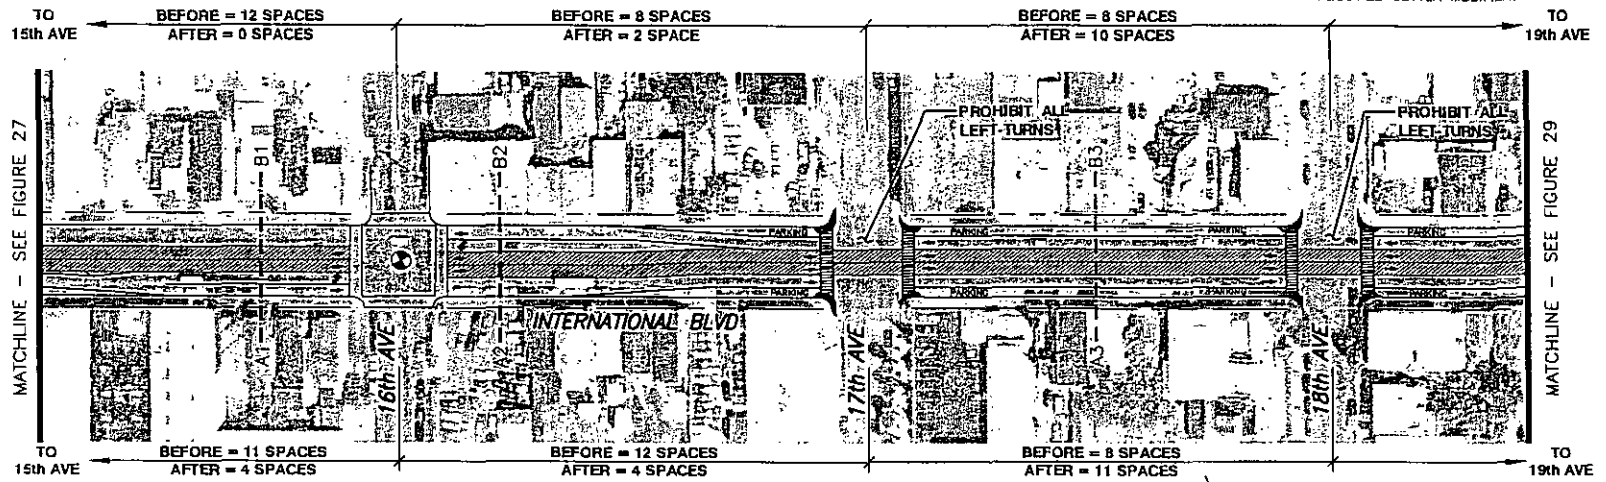 TO
15th AVE
BEFORE = 12 SPACES
AFTER = 0 SPACES
BEFORE = 8 SPACES
AFTER = 2 SPACE
BEFORE = 8 SPACES
AFTER = 10 SPACES
TO
19th AVE
MATCHLINE - SEE FIGURE 27
PROHIBIT ALL
LEFT-TURNS
PROHIBIT ALL
LEFT-TURNS
MATCHLINE - SEE FIGURE 29
B1
B2
B3
PARKING
PARKING
PARKING
PARKING
PARKING
PARKING
PARKING
PARKING
INTERNATIONAL BLVD
A1
16th AVE
A2
17th AVE
A3
18th AVE
TO
15th AVE
BEFORE = 11 SPACES
AFTER = 4 SPACES
BEFORE = 12 SPACES
AFTER = 4 SPACES
BEFORE = 8 SPACES
AFTER = 11 SPACES
TO
19th AVE